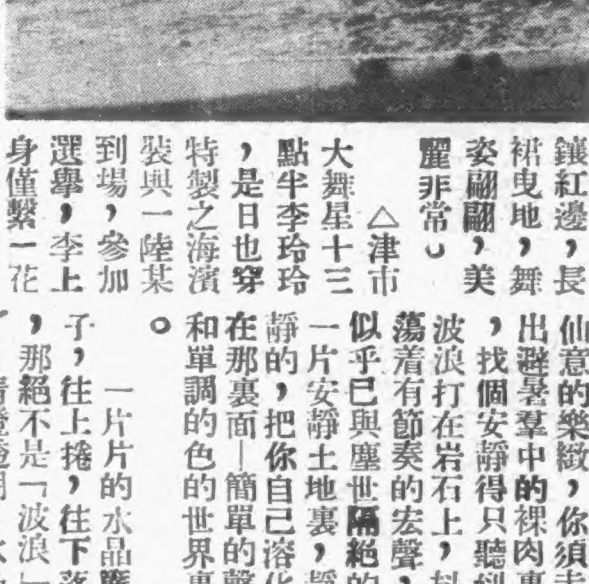 鑲紅邊，長
裙曳地，舞
姿翩翩，美
麗非常。
△津市
大舞星十三
點半李玲玲
，是日也穿
特製之海濱
裝與一陸某
到場，參加
選舉，李上
身僅繫一花
仙意的樂緻，你須
出避暑羣中的裸肉
，找個安靜得只聽
波浪打在岩石上，
蕩着有節奏的宏聲，
似乎已與塵世隔絕的
一片安靜土地裏，靜
靜的，把你自己溶化
在那裏面—簡單的聲
和單調的色的世界裏
。
一片片的水晶簾
子，往上捲，往下落
，那絕不是「波浪」